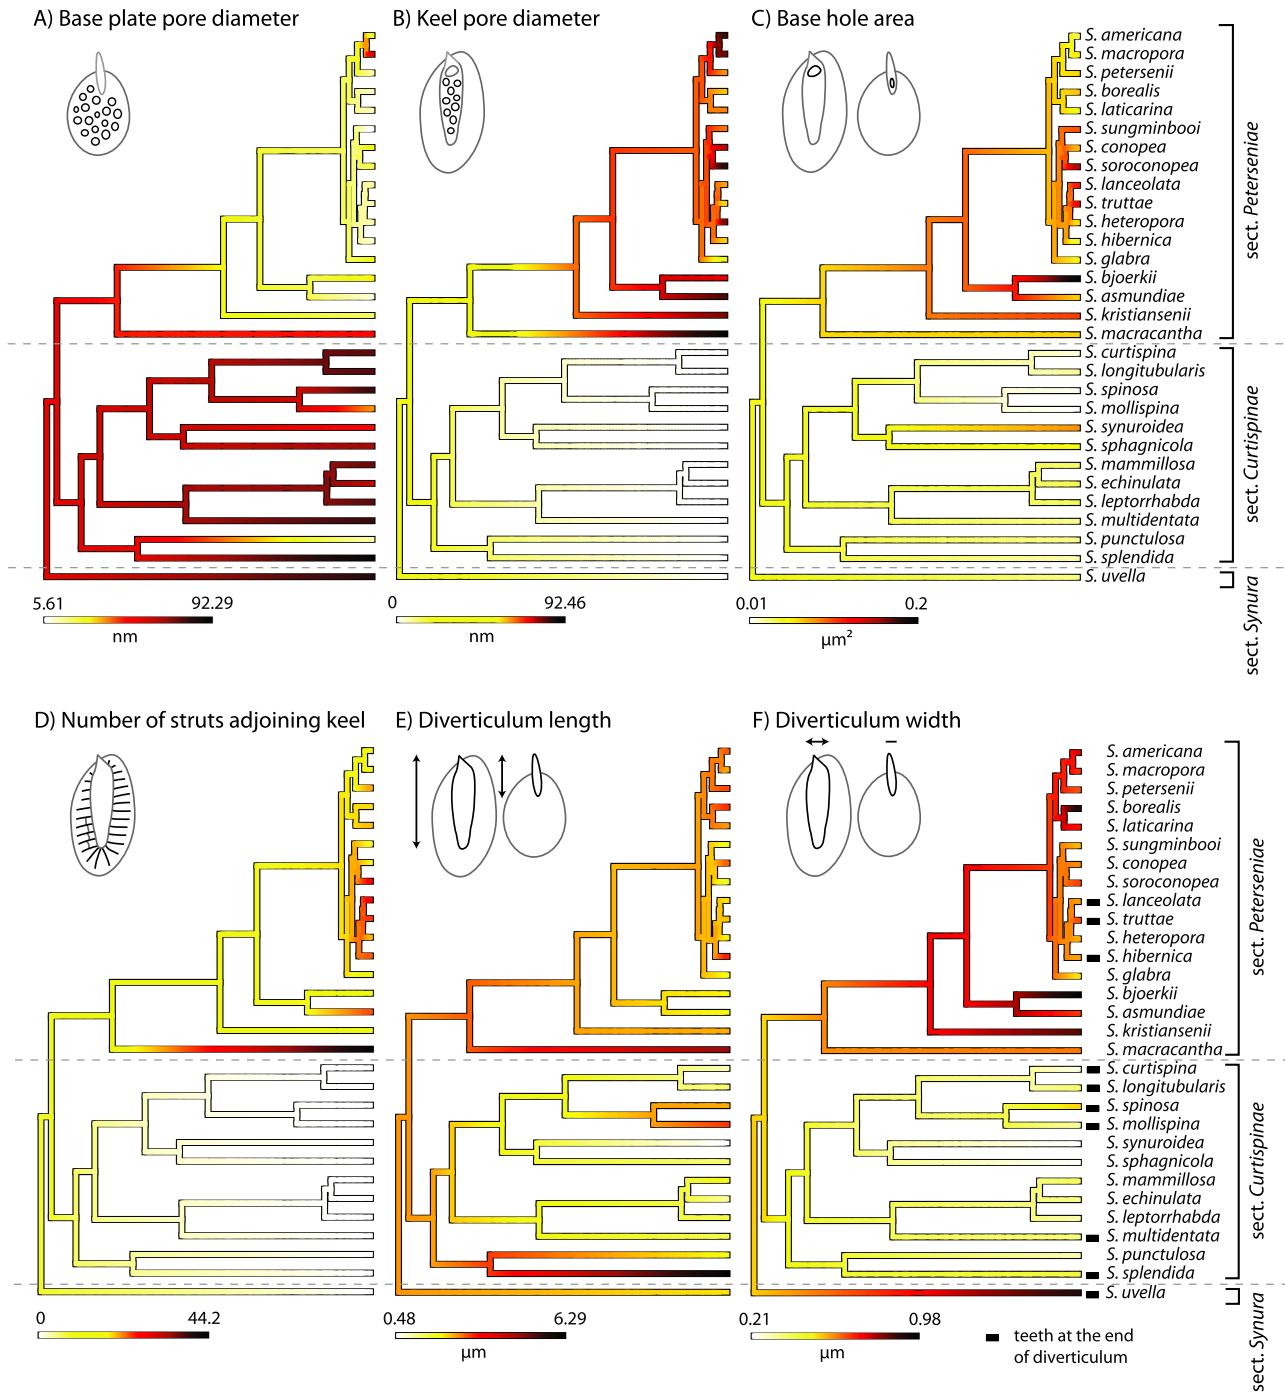 A) Base plate pore diameter
B) Keel pore diameter
C) Base hole area
S. americana
S. macropora
S. petersenii
S. borealis
S. laticarina
S. sungminbooi
S. conopea
S. soroconopea
S. lanceolata
S. truttae
S. heteropora
S. hibernica
S. glabra
S. bjoerkii
S. asmundiae
S. kristiansenii
S. macracantha
sect. Peterseniae
S. curtispina
S. longitubularis
S. spinosa
S. mollispina
S. synuroidea
S. sphagnicola
S. mammillosa
S. echinulata
S. leptorrhabda
S. multidentata
S. punctulosa
S. splendida
sect. Curtispinae
S. uvella
sect. Synura
5.61 92.29
nm
0 92.46
nm
0.01 0.2
µm²
D) Number of struts adjoining keel
E) Diverticulum length
F) Diverticulum width
S. americana
S. macropora
S. petersenii
S. borealis
S. laticarina
S. sungminbooi
S. conopea
S. soroconopea
S. lanceolata
S. truttae
S. heteropora
S. hibernica
S. glabra
S. bjoerkii
S. asmundiae
S. kristiansenii
S. macracantha
sect. Peterseniae
S. curtispina
S. longitubularis
S. spinosa
S. mollispina
S. synuroidea
S. sphagnicola
S. mammillosa
S. echinulata
S. leptorrhabda
S. multidentata
S. punctulosa
S. splendida
sect. Curtispinae
S. uvella
sect. Synura
0 44.2
0.48 6.29
µm
0.21 0.98
µm
teeth at the end
of diverticulum